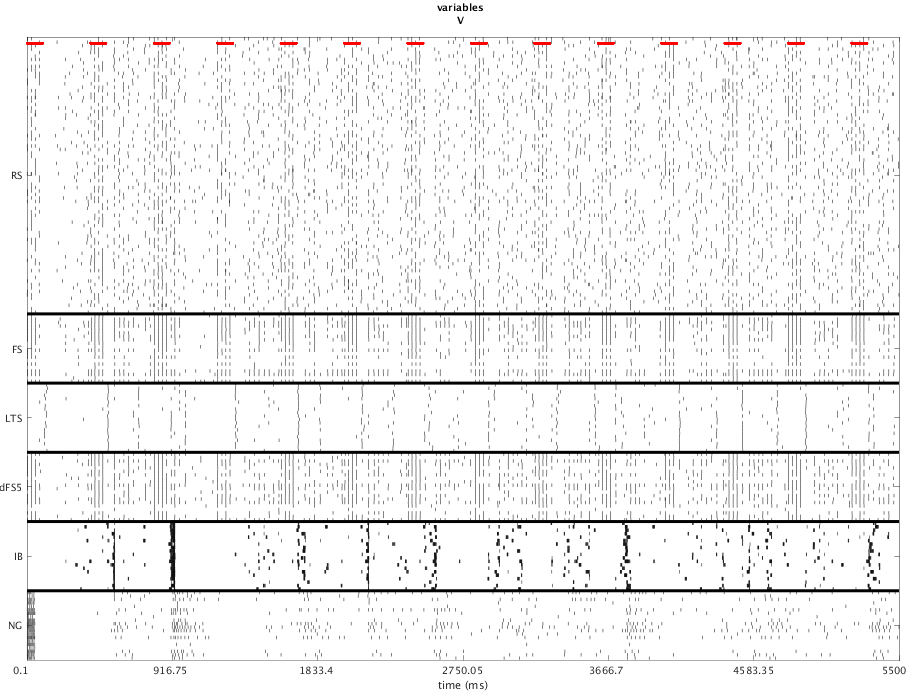 variables
V
RS
FS
LTS
dFS5
IB
NG
0.1
916.75
1833.4
2750.05
3666.7
4583.35
5500
time (ms)